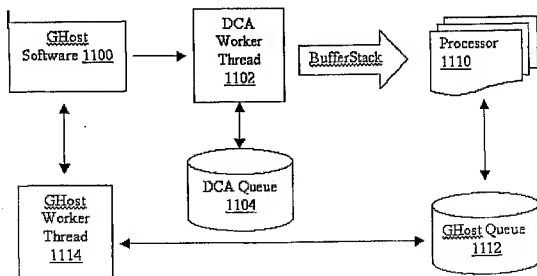 GHost
Software 1100
DCA
Worker
Thread
1102
BufferStack
Processor
1110
DCA Queue
1104
GHost
Worker
Thread
1114
GHost Queue
1112